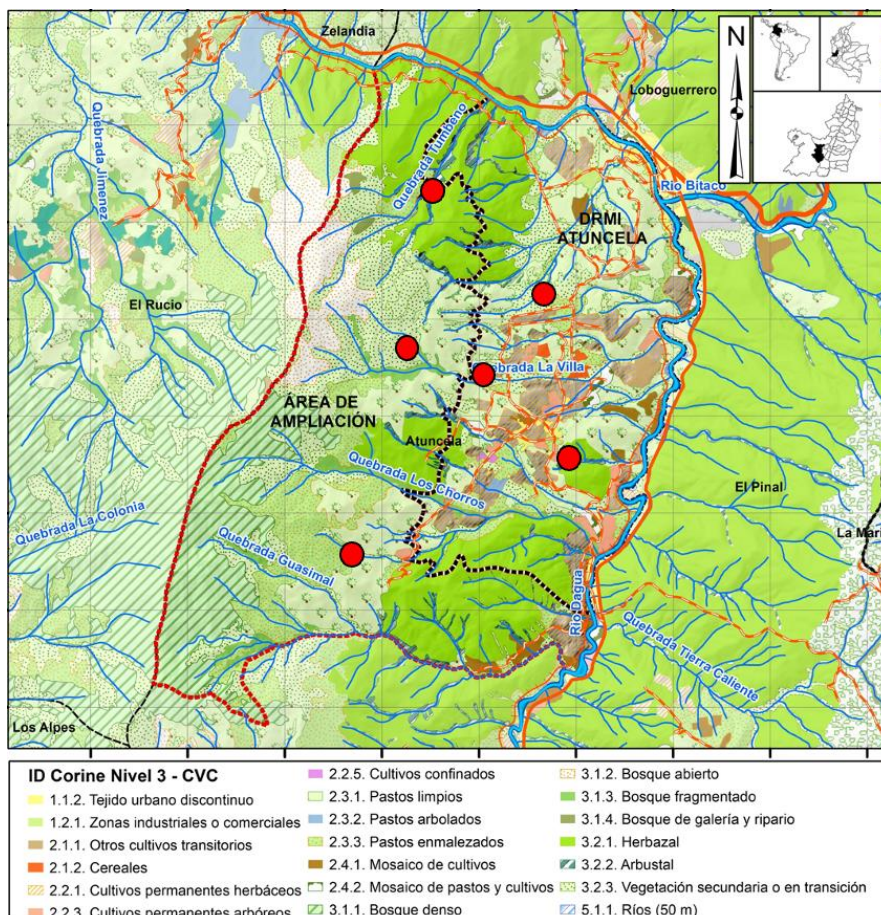 Zelandia
N
Loboguerrero
Quebrada Jimenez
Quebrada Tumbeno
Río Bitaco
DRMI
ATUNCELA
El Rucio
Quebrada La Villa
ÁREA DE
AMPLIACIÓN
Atuncela
Quebrada Los Chorros
El Pinal
Quebrada La Colonia
La Mari
Quebrada Guasimal
Río Dagua
Quebrada Tierra Caliente
Los Alpes
ID Corine Nivel 3 - CVC
1.1.2. Tejido urbano discontinuo
1.2.1. Zonas industriales o comerciales
2.1.1. Otros cultivos transitorios
2.1.2. Cereales
2.2.1. Cultivos permanentes herbáceos
2.2.3. Cultivos permanentes arbóreos
2.2.5. Cultivos confinados
2.3.1. Pastos limpios
2.3.2. Pastos arbolados
2.3.3. Pastos enmalezados
2.4.1. Mosaico de cultivos
2.4.2. Mosaico de pastos y cultivos
3.1.1. Bosque denso
3.1.2. Bosque abierto
3.1.3. Bosque fragmentado
3.1.4. Bosque de galería y ripario
3.2.1. Herbazal
3.2.2. Arbustal
3.2.3. Vegetación secundaria o en transición
5.1.1. Ríos (50 m)